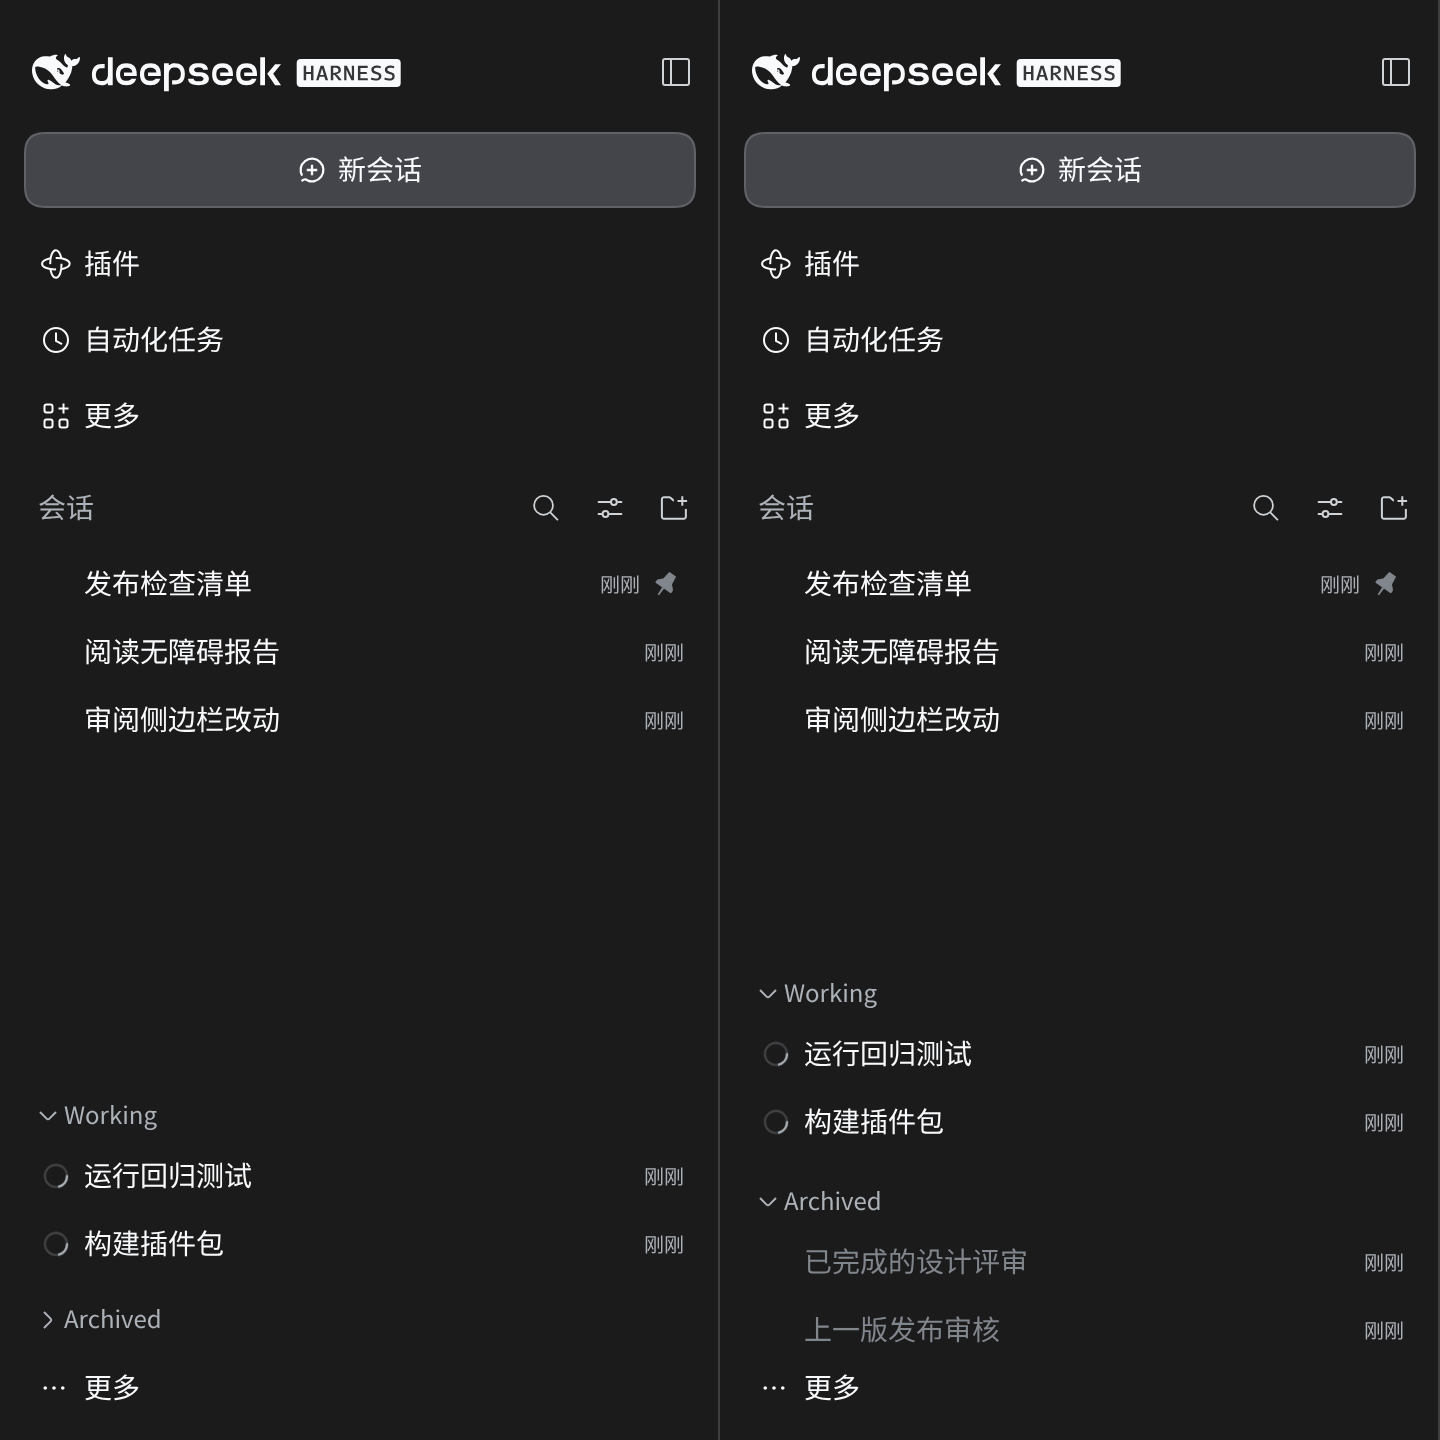 deepseek HARNESS
新会话
插件
自动化任务
更多
会话
发布检查清单 刚刚
阅读无障碍报告 刚刚
审阅侧边栏改动 刚刚
Working
运行回归测试 刚刚
构建插件包 刚刚
Archived
更多
deepseek HARNESS
新会话
插件
自动化任务
更多
会话
发布检查清单 刚刚
阅读无障碍报告 刚刚
审阅侧边栏改动 刚刚
Working
运行回归测试 刚刚
构建插件包 刚刚
Archived
已完成的设计评审 刚刚
上一版发布审核 刚刚
更多